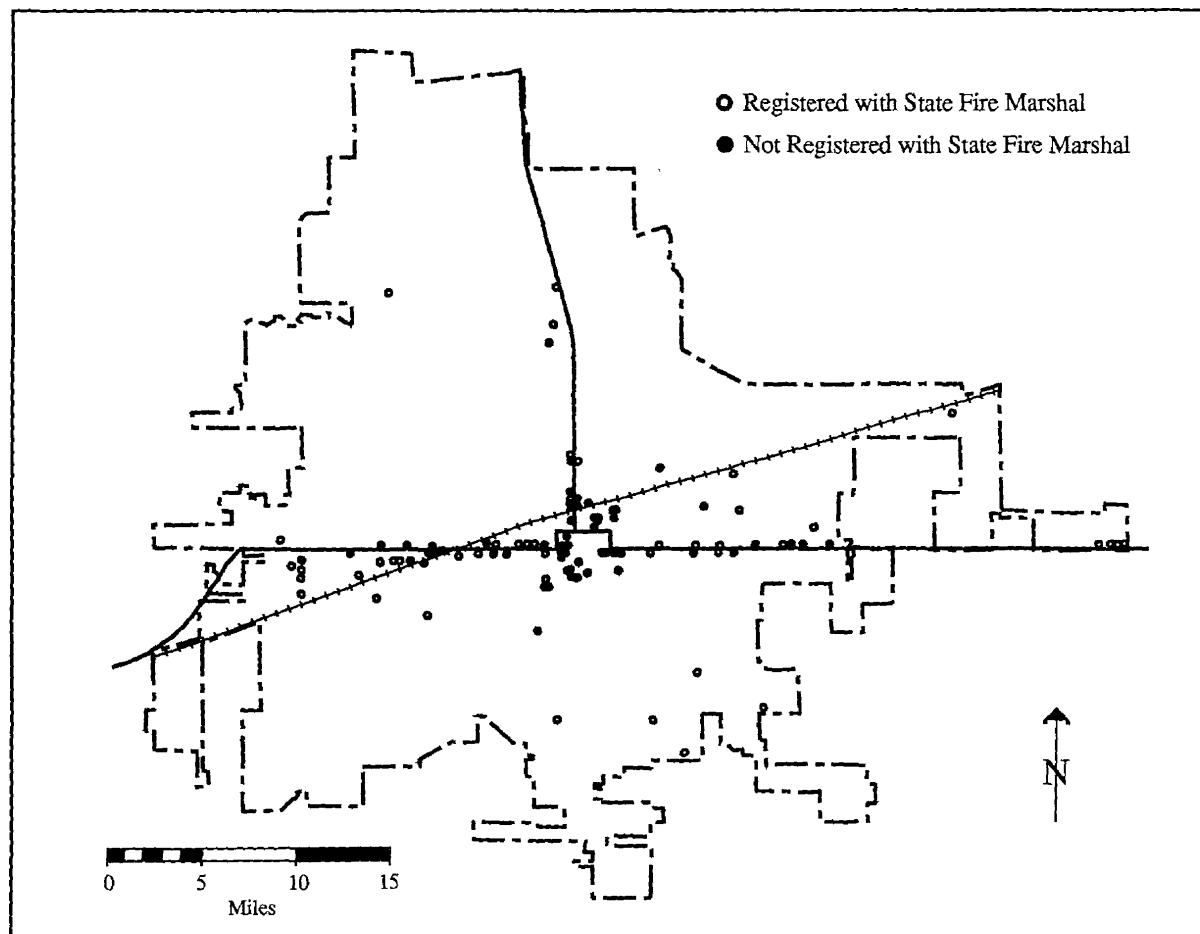 Registered with State Fire Marshal
Not Registered with State Fire Marshal
N
0 5 10 15
Miles